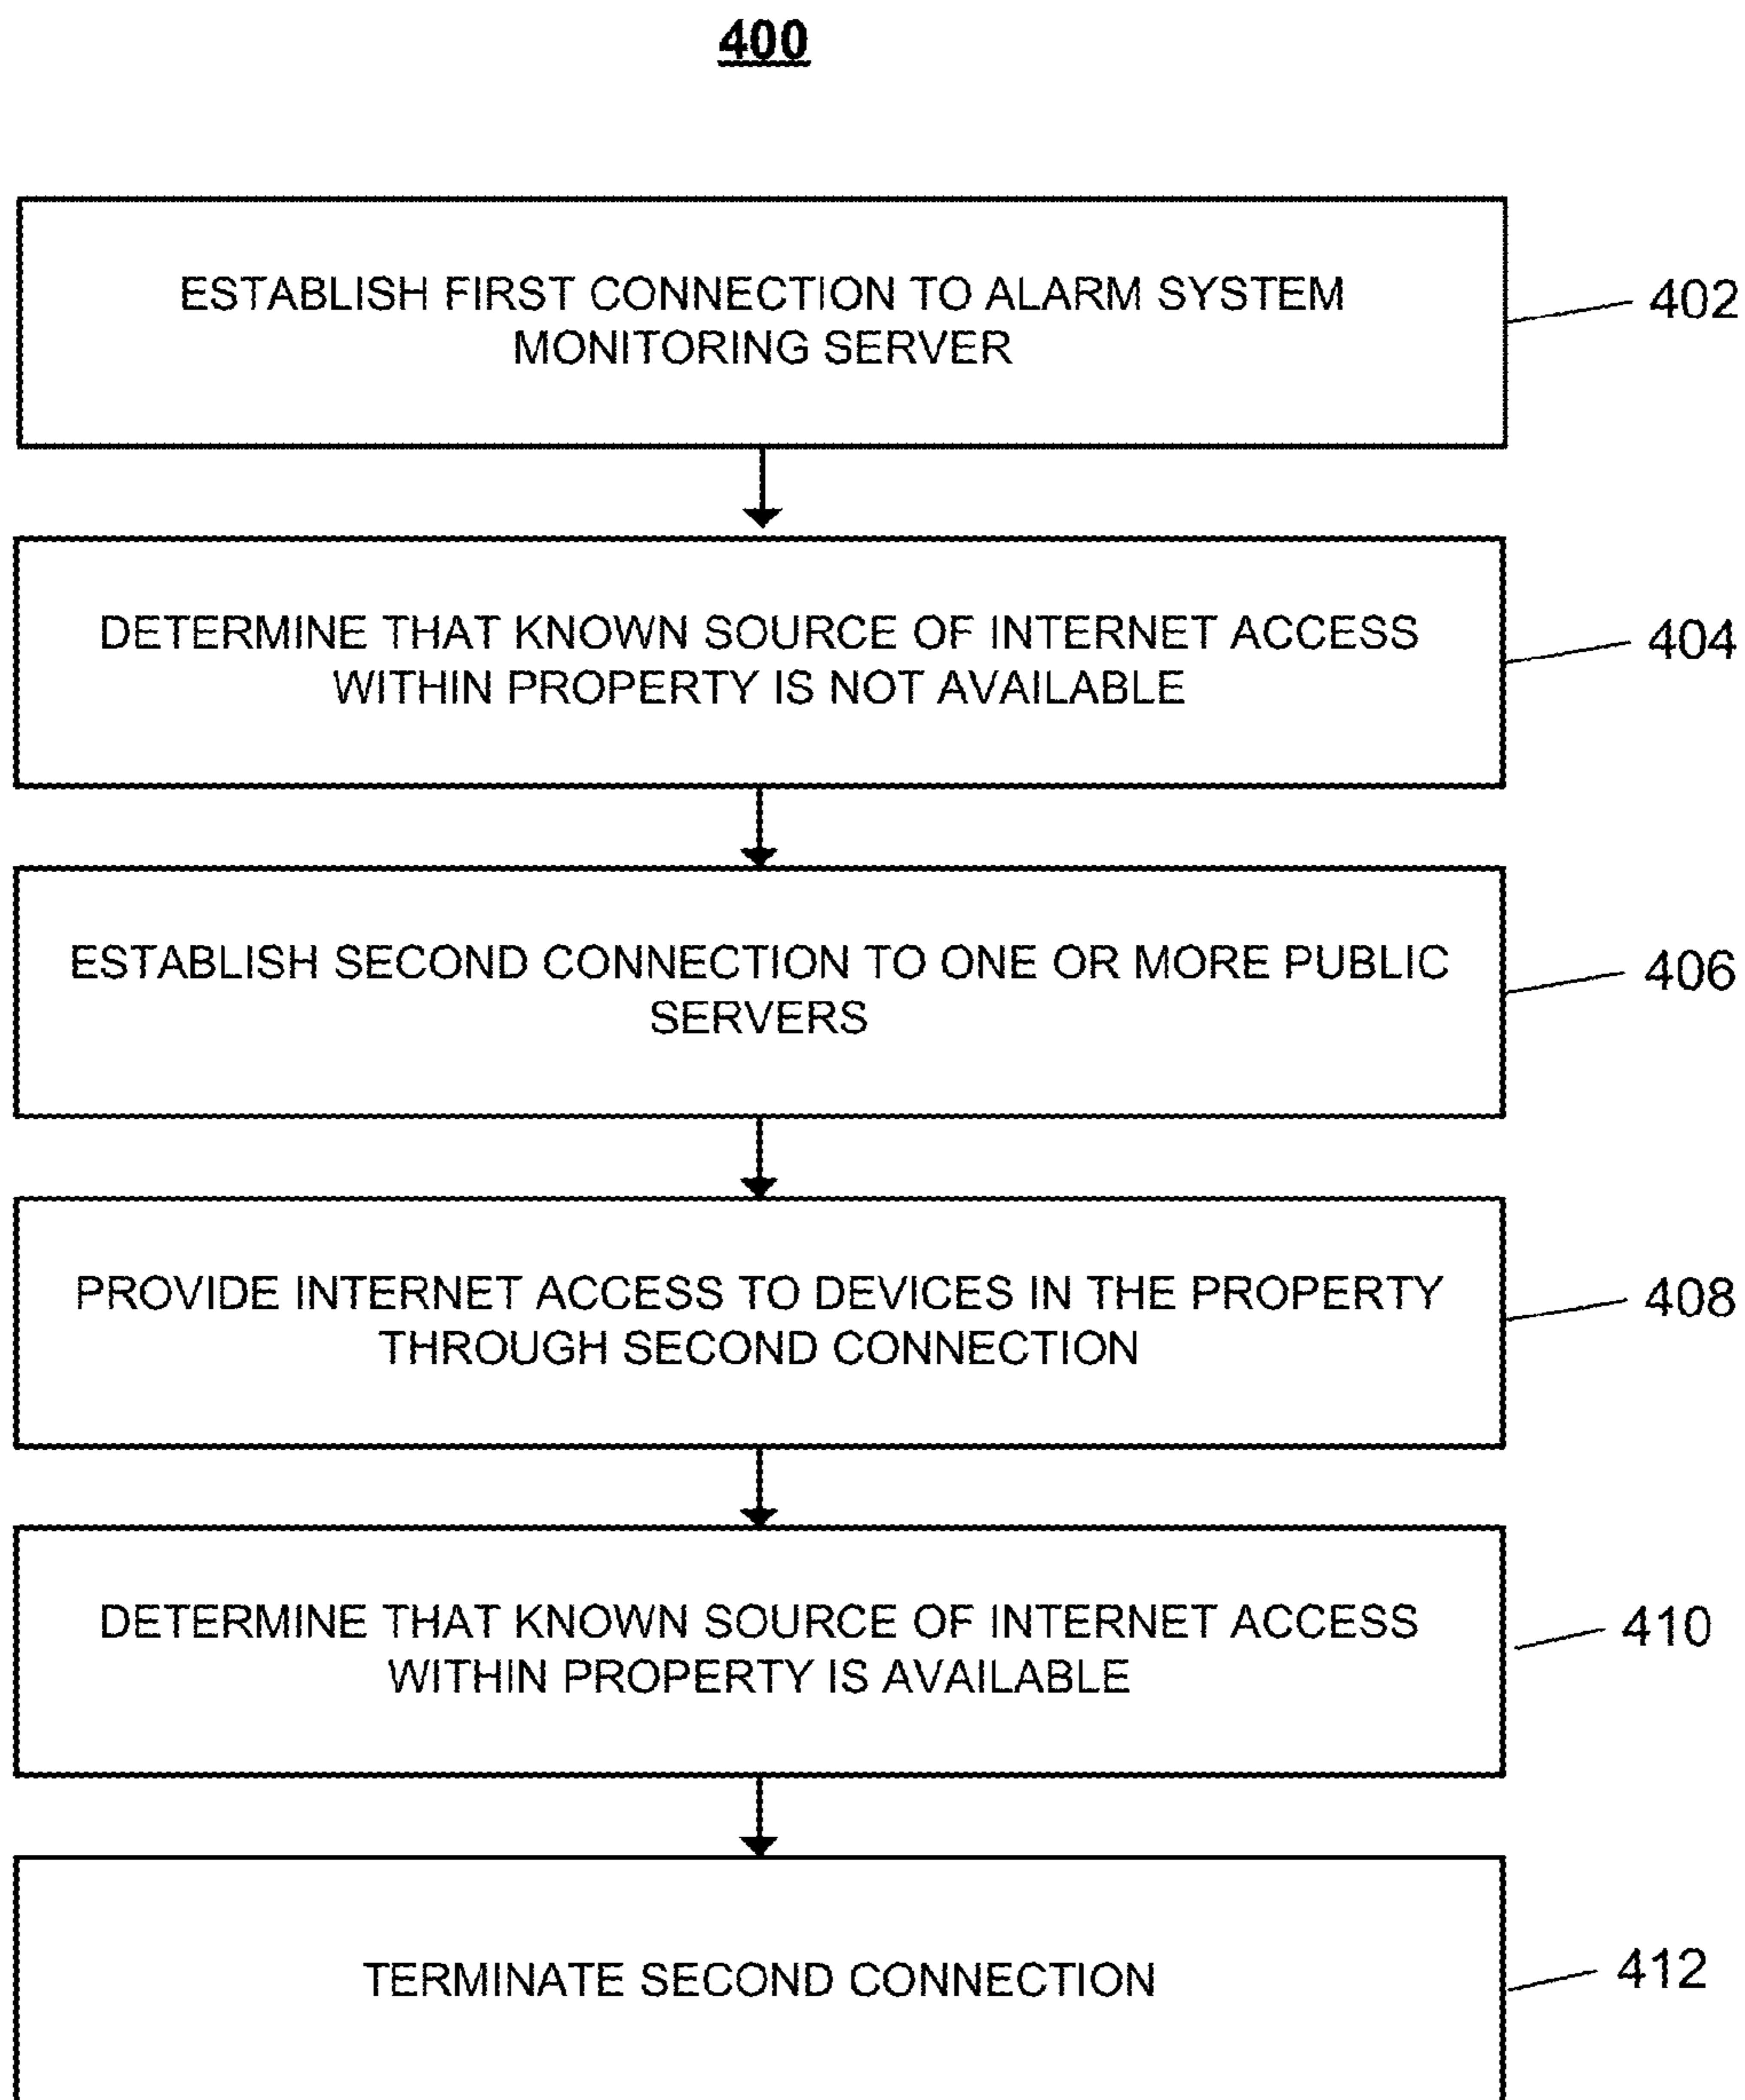 400
ESTABLISH FIRST CONNECTION TO ALARM SYSTEM
MONITORING SERVER
402
DETERMINE THAT KNOWN SOURCE OF INTERNET ACCESS
WITHIN PROPERTY IS NOT AVAILABLE
404
ESTABLISH SECOND CONNECTION TO ONE OR MORE PUBLIC
SERVERS
406
PROVIDE INTERNET ACCESS TO DEVICES IN THE PROPERTY
THROUGH SECOND CONNECTION
408
DETERMINE THAT KNOWN SOURCE OF INTERNET ACCESS
WITHIN PROPERTY IS AVAILABLE
410
TERMINATE SECOND CONNECTION
412